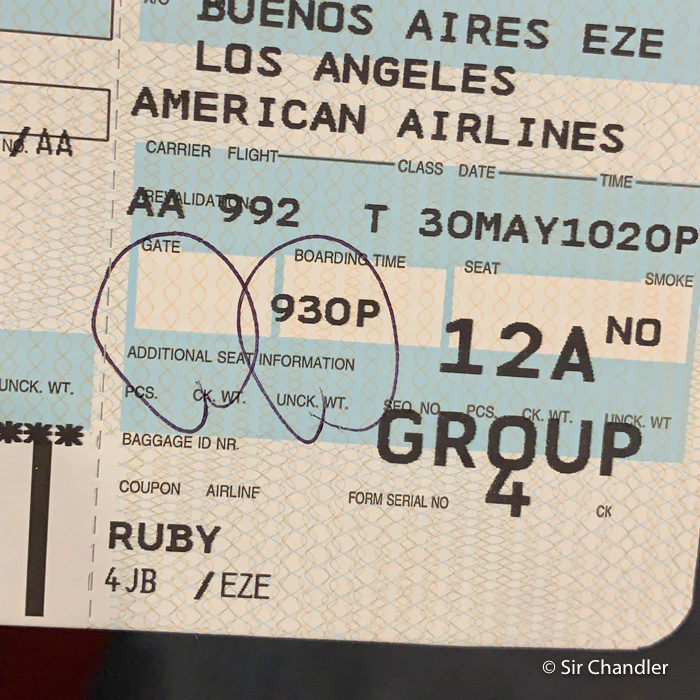 BUENOS AIRES EZE
LOS ANGELES
AMERICAN AIRLINES
NO. /AA
CARRIER FLIGHT CLASS DATE TIME
REVALIDATION
AA 992 T 30MAY1020P
GATE BOARDING TIME SEAT SMOKE
930P 12A NO
ADDITIONAL SEAT INFORMATION
UNCK. WT. PCS. CK. WT. UNCK. WT. SEQ. NO. PCS. CK. WT. UNCK. WT
GROUP
***
BAGGAGE ID NR.
4
COUPON AIRLINE FORM SERIAL NO CK
RUBY
4JB /EZE
© Sir Chandler